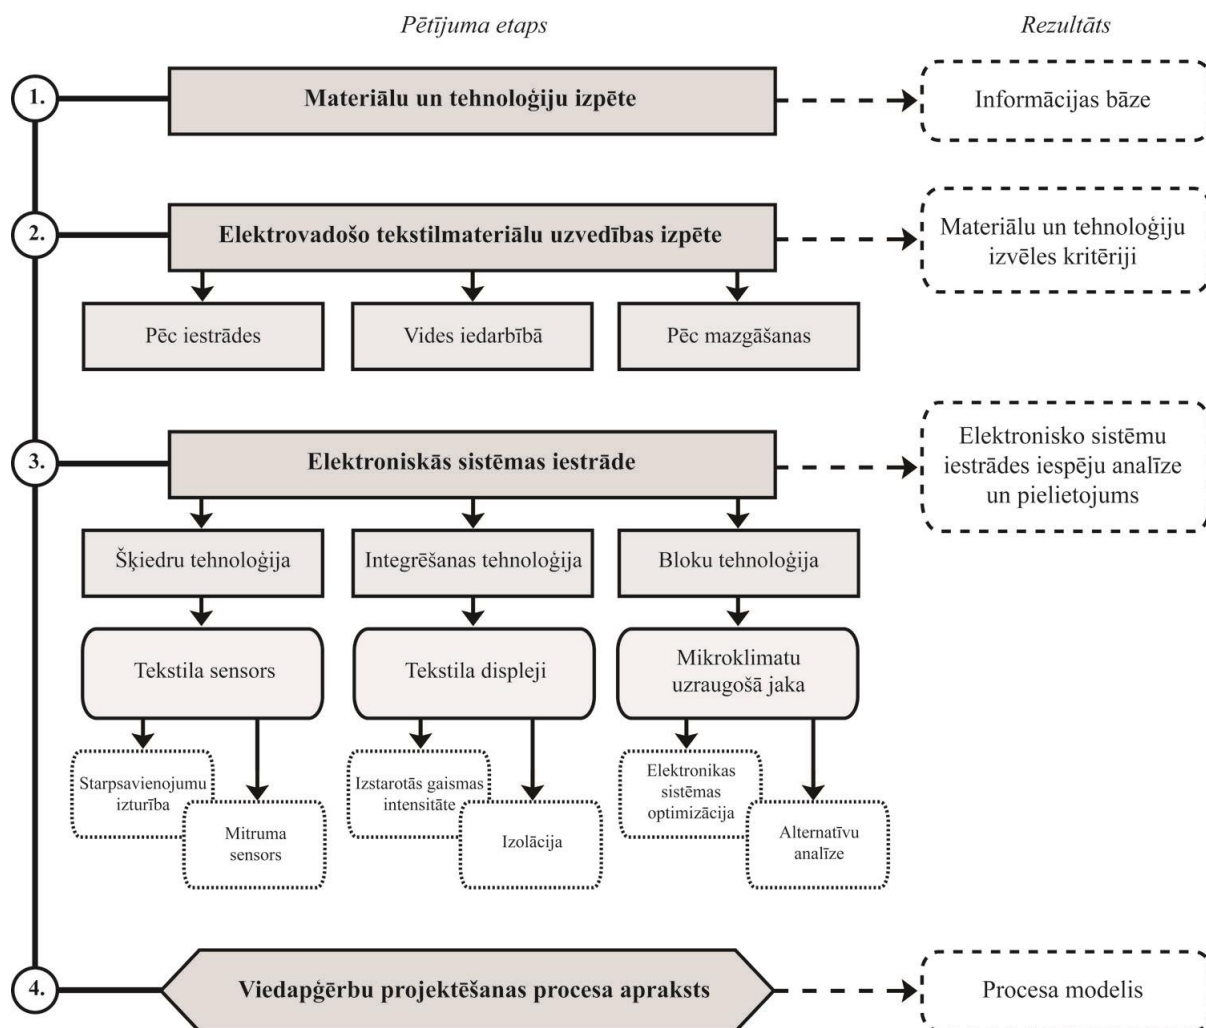 Pētījuma etaps
Rezultāts
1.
Materiālu un tehnoloģiju izpēte
Informācijas bāze
2.
Elektrovadošo tekstilmateriālu uzvedības izpēte
Materiālu un tehnoloģiju
izvēles kritēriji
Pēc iestrādes
Vides iedarbībā
Pēc mazgāšanas
3.
Elektroniskās sistēmas iestrāde
Elektronisko sistēmu
iestrādes iespēju analīze
un pielietojums
Šķiedru tehnoloģija
Integrēšanas tehnoloģija
Bloku tehnoloģija
Tekstila sensors
Tekstila displeji
Mikroklimatu
uzraugošā jaka
Starpsavienojumu
izturība
Mitruma
sensors
Izstarotās gaismas
intensitāte
Izolācija
Elektronikas
sistēmas
optimizācija
Alternatīvu
analīze
4.
Viedapģērbu projektēšanas procesa apraksts
Procesa modelis